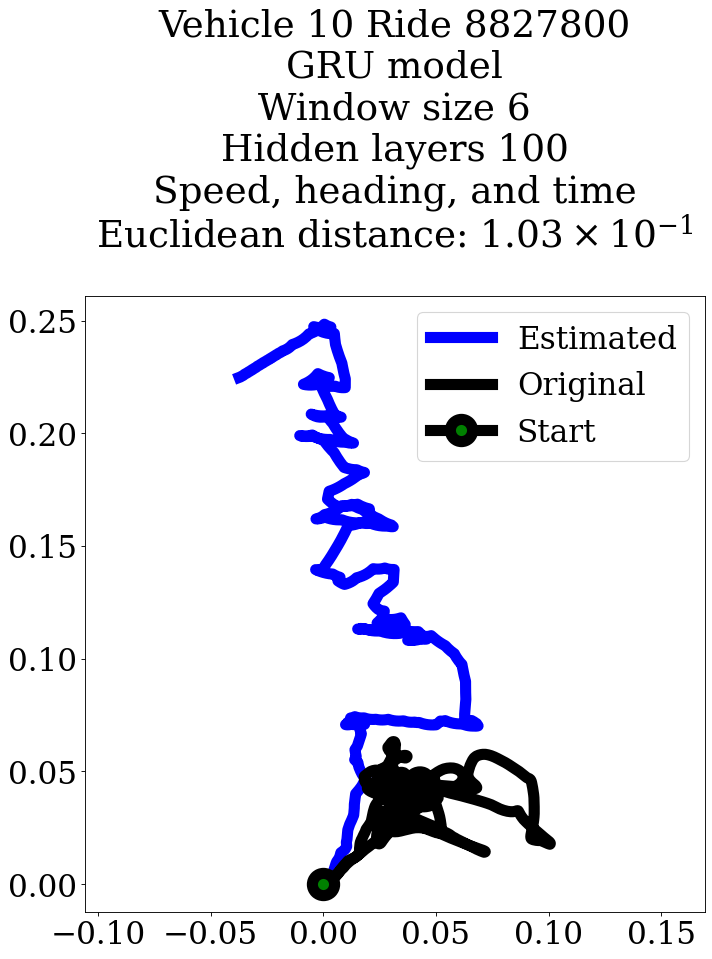 Vehicle 10 Ride 8827800
GRU model
Window size 6
Hidden layers 100
Speed, heading, and time
Euclidean distance: 1.03 × 10⁻¹
Estimated
Original
Start
0.25
0.20
0.15
0.10
0.05
0.00
−0.10 −0.05 0.00 0.05 0.10 0.15